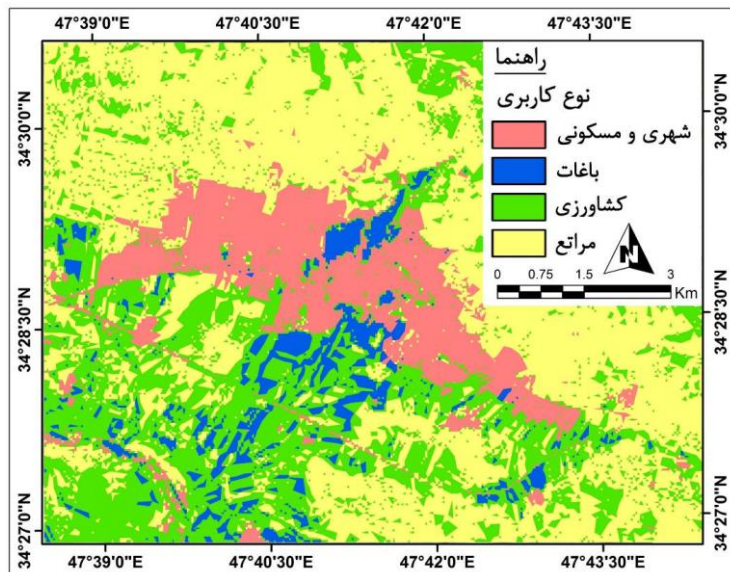 47°39'0"E 47°40'30"E 47°42'0"E 47°43'30"E
34°30'0"N 34°30'0"N
34°28'30"N 34°28'30"N
34°27'0"N 34°27'0"N
راهنما
نوع کاربری
شهری و مسکونی
باغات
کشاورزی
مراتع
N
0 0.75 1.5 3
Km
47°39'0"E 47°40'30"E 47°42'0"E 47°43'30"E